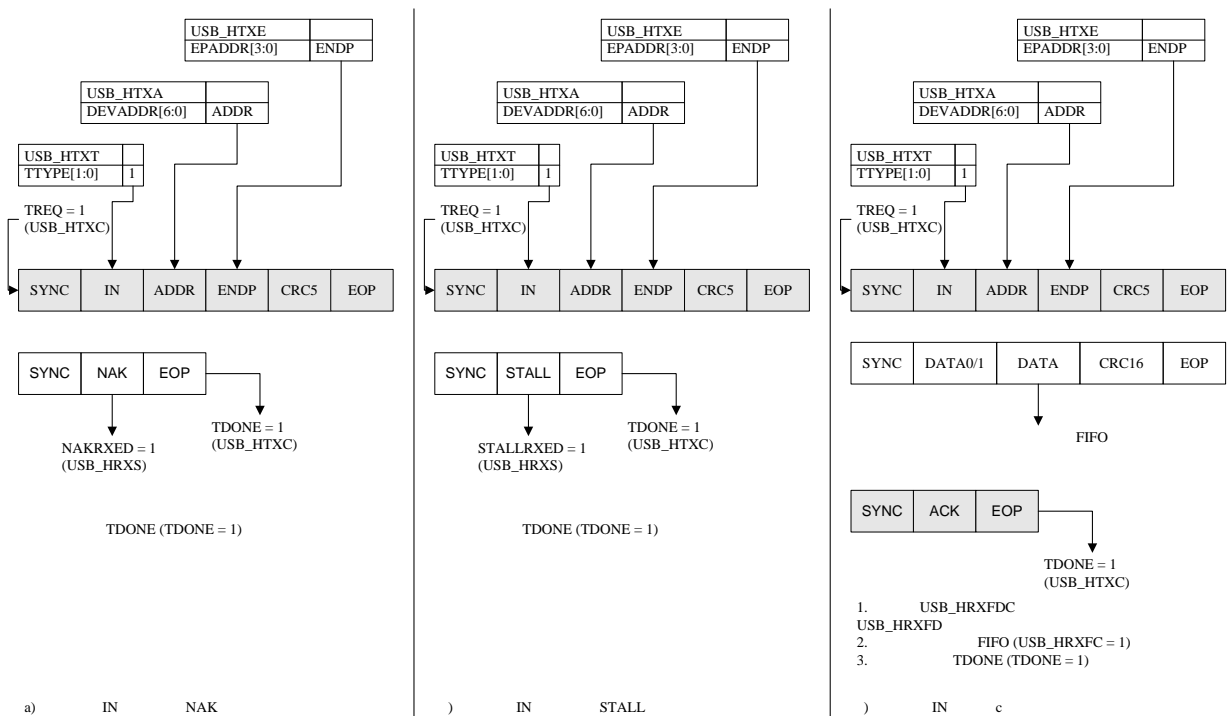 USB_HTXE
EPADDR[3:0] ENDP
USB_HTXA
DEVADDR[6:0] ADDR
USB_HTXT
TTYPE[1:0] 1
TREQ = 1
(USB_HTXC)
SYNC IN ADDR ENDP CRC5 EOP
SYNC NAK EOP
NAKRXED = 1
(USB_HRXS)
TDONE = 1
(USB_HTXC)
TDONE (TDONE = 1)
a) IN NAK
USB_HTXE
EPADDR[3:0] ENDP
USB_HTXA
DEVADDR[6:0] ADDR
USB_HTXT
TTYPE[1:0] 1
TREQ = 1
(USB_HTXC)
SYNC IN ADDR ENDP CRC5 EOP
SYNC STALL EOP
STALLRXED = 1
(USB_HRXS)
TDONE = 1
(USB_HTXC)
TDONE (TDONE = 1)
) IN STALL
USB_HTXE
EPADDR[3:0] ENDP
USB_HTXA
DEVADDR[6:0] ADDR
USB_HTXT
TTYPE[1:0] 1
TREQ = 1
(USB_HTXC)
SYNC IN ADDR ENDP CRC5 EOP
SYNC DATA0/1 DATA CRC16 EOP
FIFO
SYNC ACK EOP
TDONE = 1
(USB_HTXC)
1. USB_HRXFDC
USB_HRXFD
2. FIFO (USB_HRXFC = 1)
3. TDONE (TDONE = 1)
) IN c